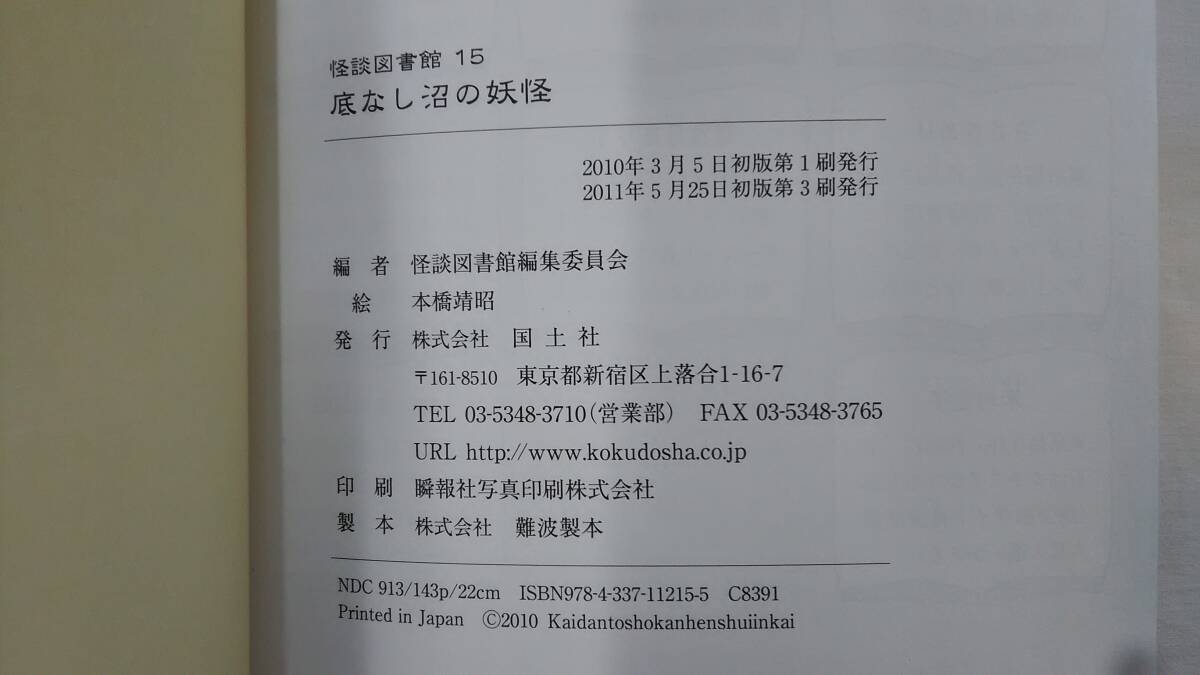 怪談図書館 15
底なし沼の妖怪
2010年3月5日初版第1刷発行
2011年5月25日初版第3刷発行
編 者 怪談図書館編集委員会
絵 本橋靖昭
発 行 株式会社 国土社
〒161-8510 東京都新宿区上落合1-16-7
TEL 03-5348-3710(営業部) FAX 03-5348-3765
URL http://www.kokudosha.co.jp
印 刷 瞬報社写真印刷株式会社
製 本 株式会社 難波製本
NDC 913/143p/22cm ISBN978-4-337-11215-5 C8391
Printed in Japan ©2010 Kaidantoshokanhenshuiinkai